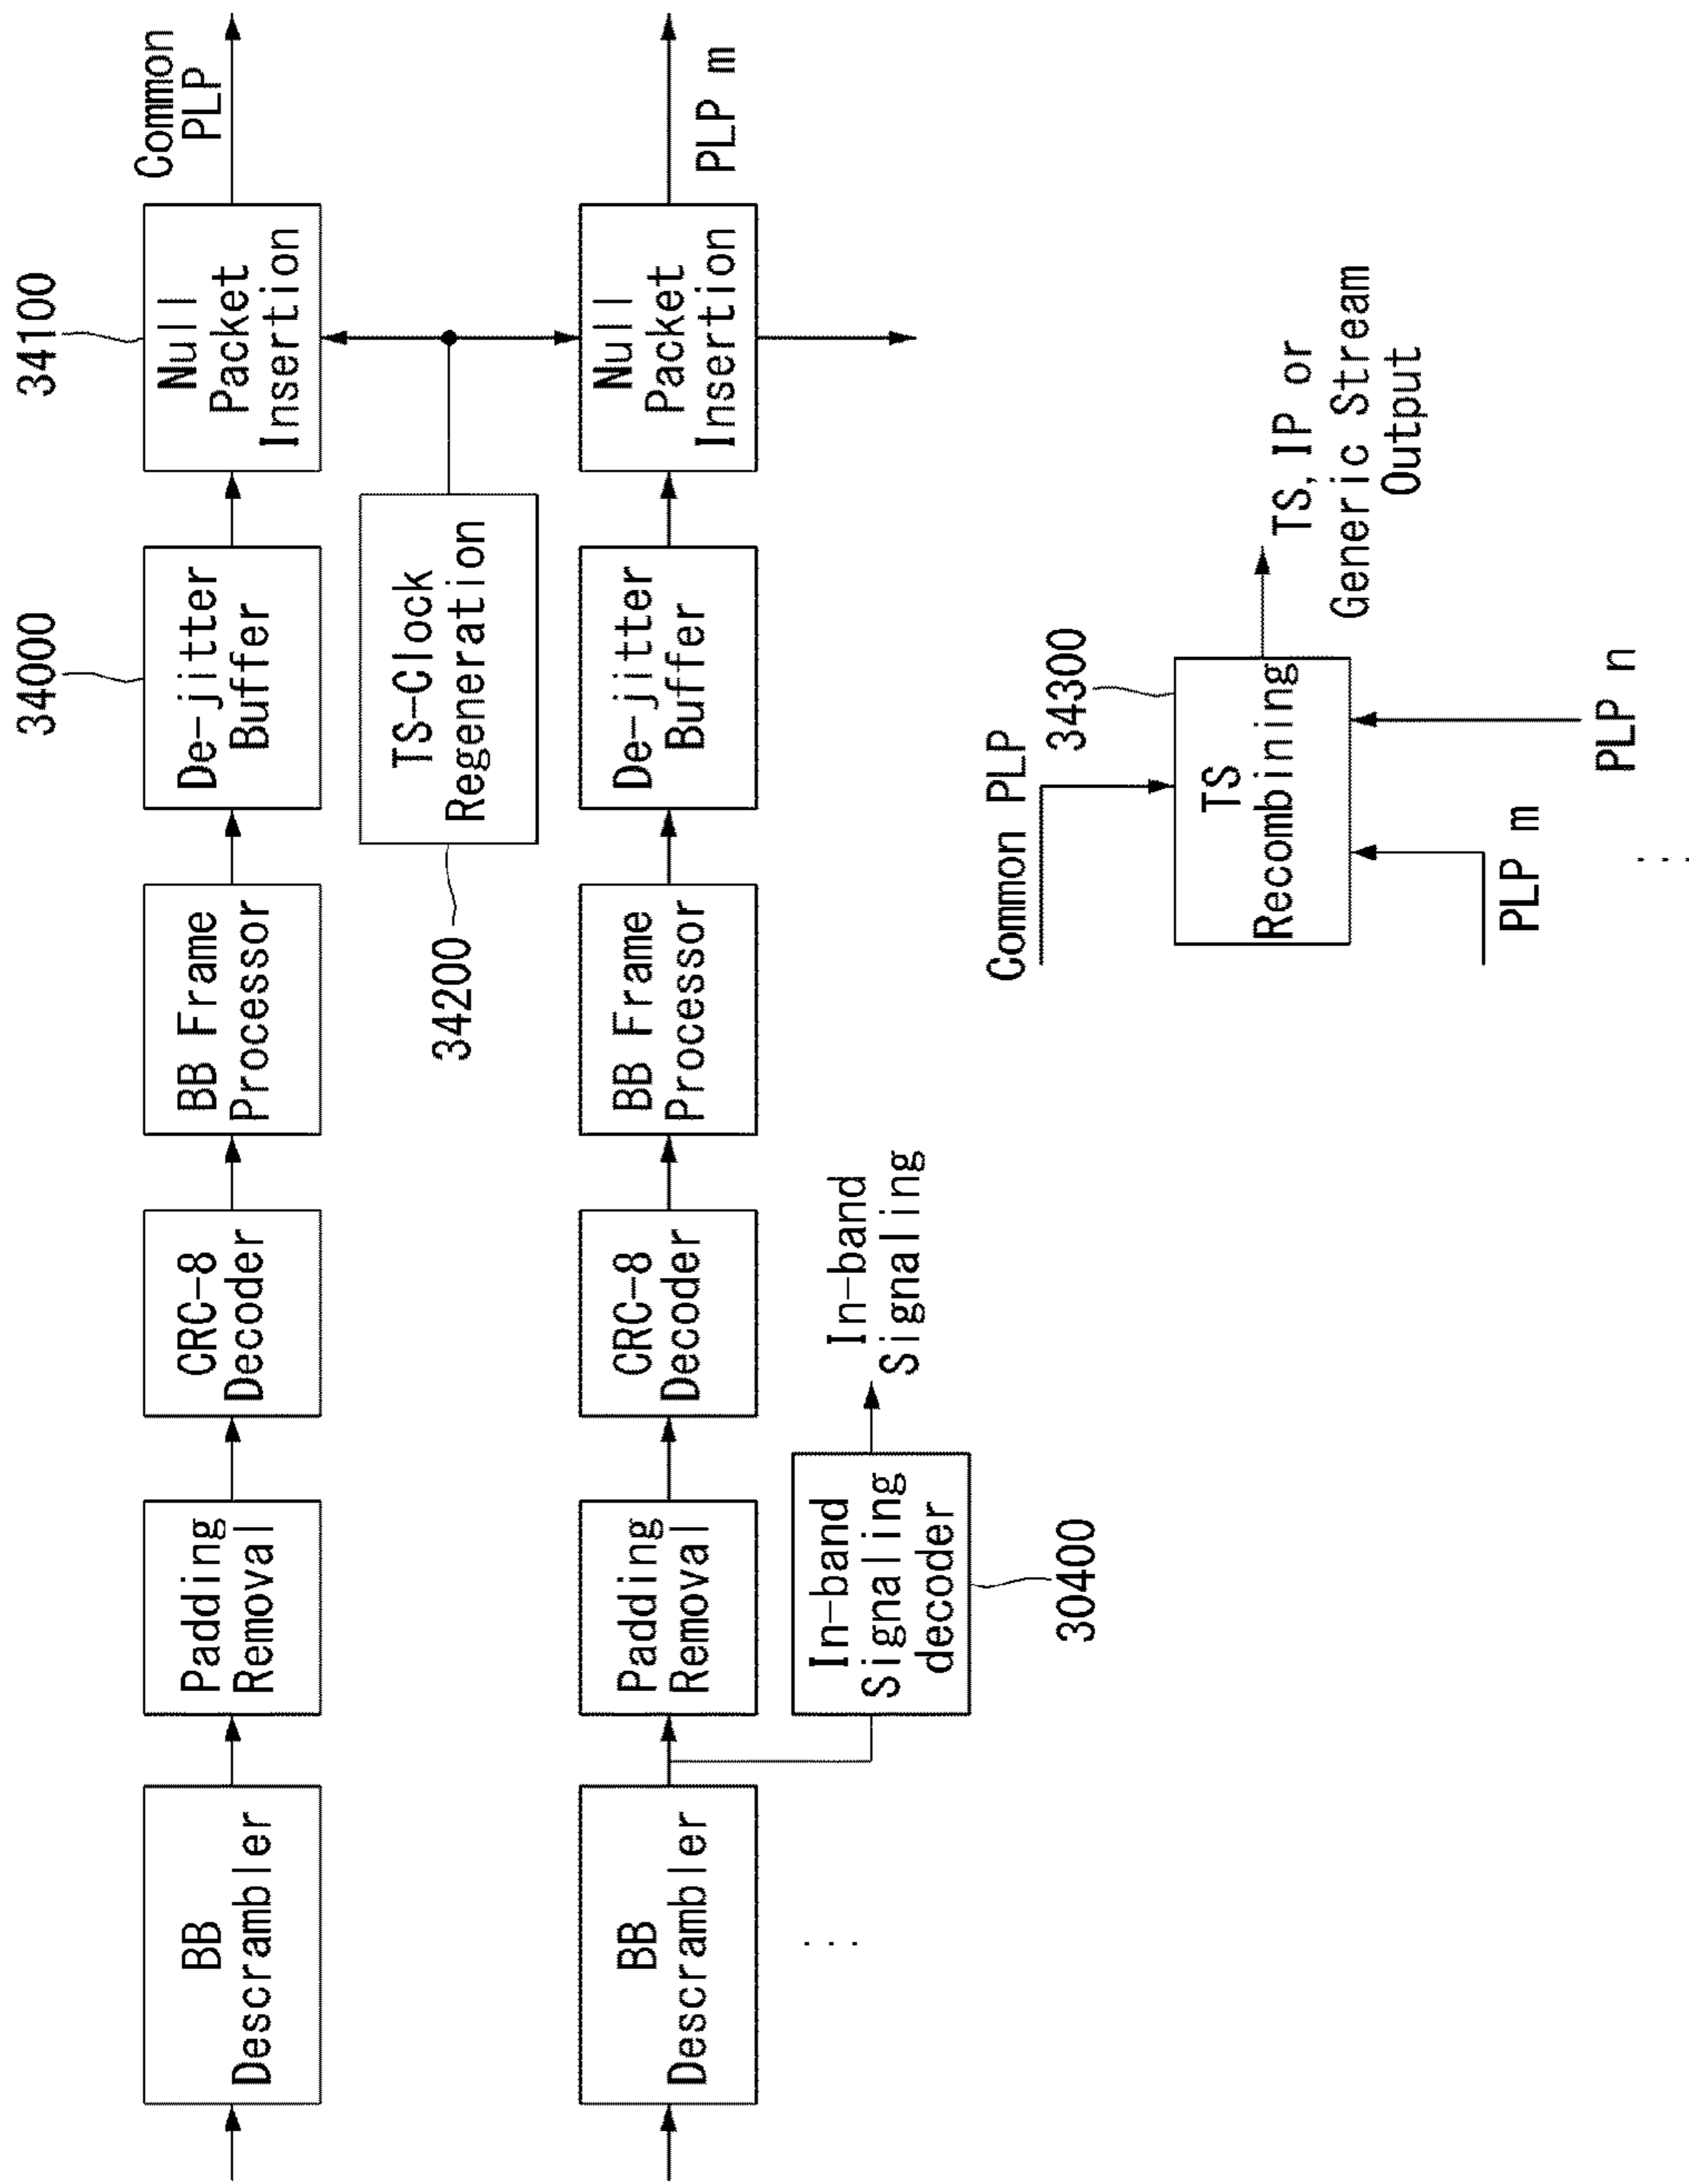 BB
Descrambler
Padding
Removal
CRC-8
Decoder
BB Frame
Processor
34000
De-jitter
Buffer
34100
Null
Packet
Insertion
Common
PLP
34200
TS-Clock
Regeneration
BB
Descrambler
Padding
Removal
CRC-8
Decoder
BB Frame
Processor
De-jitter
Buffer
Null
Packet
Insertion
PLP m
...
In-band
Signaling
decoder
30400
In-band
Signaling
Common PLP
34300
TS
Recombining
TS, IP or
Generic Stream
Output
PLP m
PLP n
...